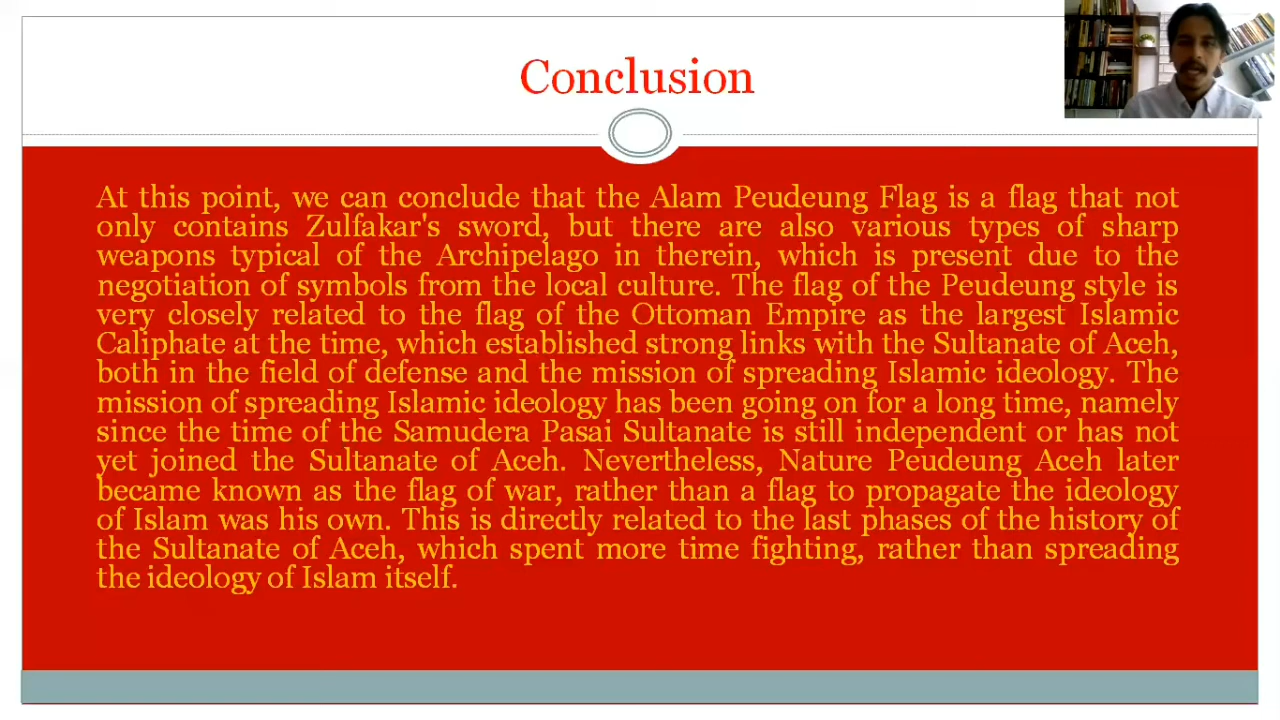 Conclusion
At this point, we can conclude that the Alam Peudeung Flag is a flag that not
only contains Zulfakar's sword, but there are also various types of sharp
weapons typical of the Archipelago in therein, which is present due to the
negotiation of symbols from the local culture. The flag of the Peudeung style is
very closely related to the flag of the Ottoman Empire as the largest Islamic
Caliphate at the time, which established strong links with the Sultanate of Aceh,
both in the field of defense and the mission of spreading Islamic ideology. The
mission of spreading Islamic ideology has been going on for a long time, namely
since the time of the Samudera Pasai Sultanate is still independent or has not
yet joined the Sultanate of Aceh. Nevertheless, Nature Peudeung Aceh later
became known as the flag of war, rather than a flag to propagate the ideology
of Islam was his own. This is directly related to the last phases of the history of
the Sultanate of Aceh, which spent more time fighting, rather than spreading
the ideology of Islam itself.